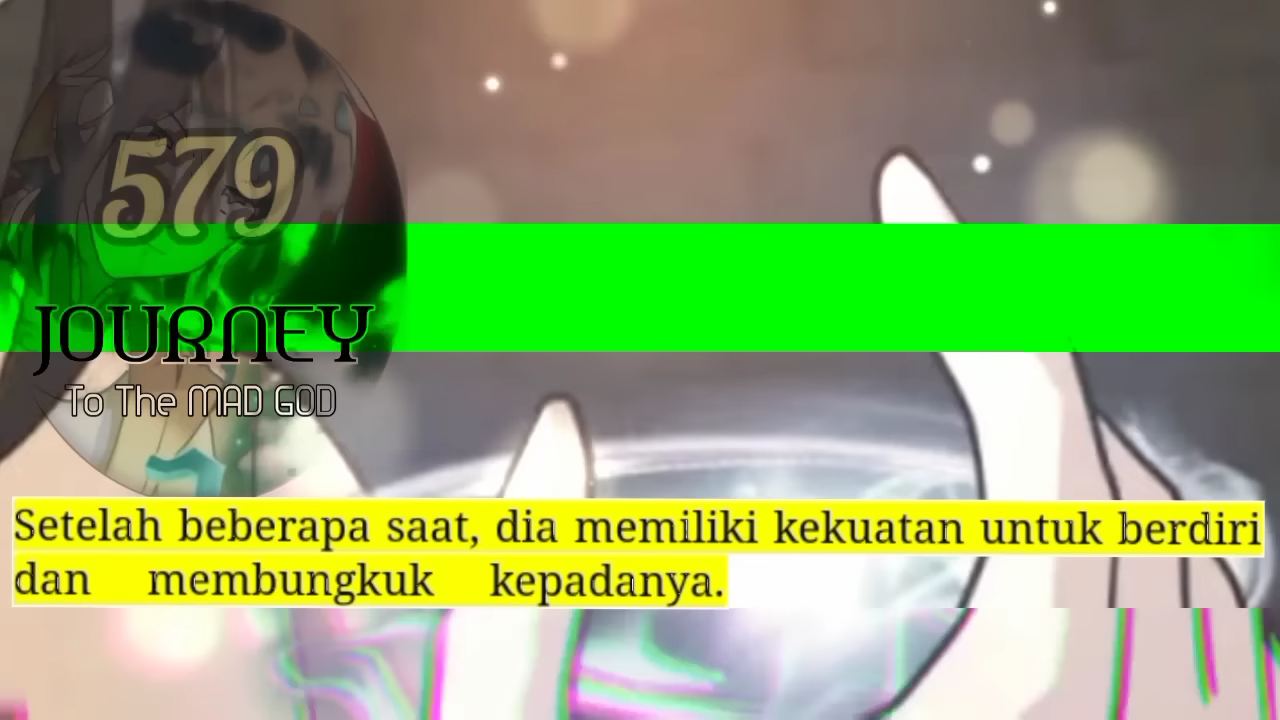 579
JOURNEY
To The MAD GOD
Setelah beberapa saat, dia memiliki kekuatan untuk berdiri
dan membungkuk kepadanya.